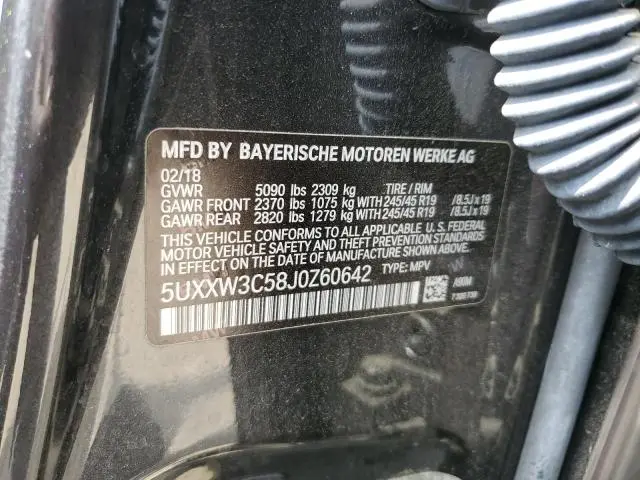 MFD BY BAYERISCHE MOTOREN WERKE AG
02/18
GVWR 5090 lbs 2309 kg TIRE / RIM
GAWR FRONT 2370 lbs 1075 kg WITH 245/45 R19 /8.5J x 19
GAWR REAR 2820 lbs 1279 kg WITH 245/45 R19 /8.5J x 19
THIS VEHICLE CONFORMS TO ALL APPLICABLE U. S. FEDERAL
MOTOR VEHICLE SAFETY AND THEFT PREVENTION STANDARDS
IN EFFECT ON THE DATE OF MANUFACTURE SHOWN ABOVE.
5UXXW3C58J0Z60642 TYPE: MPV